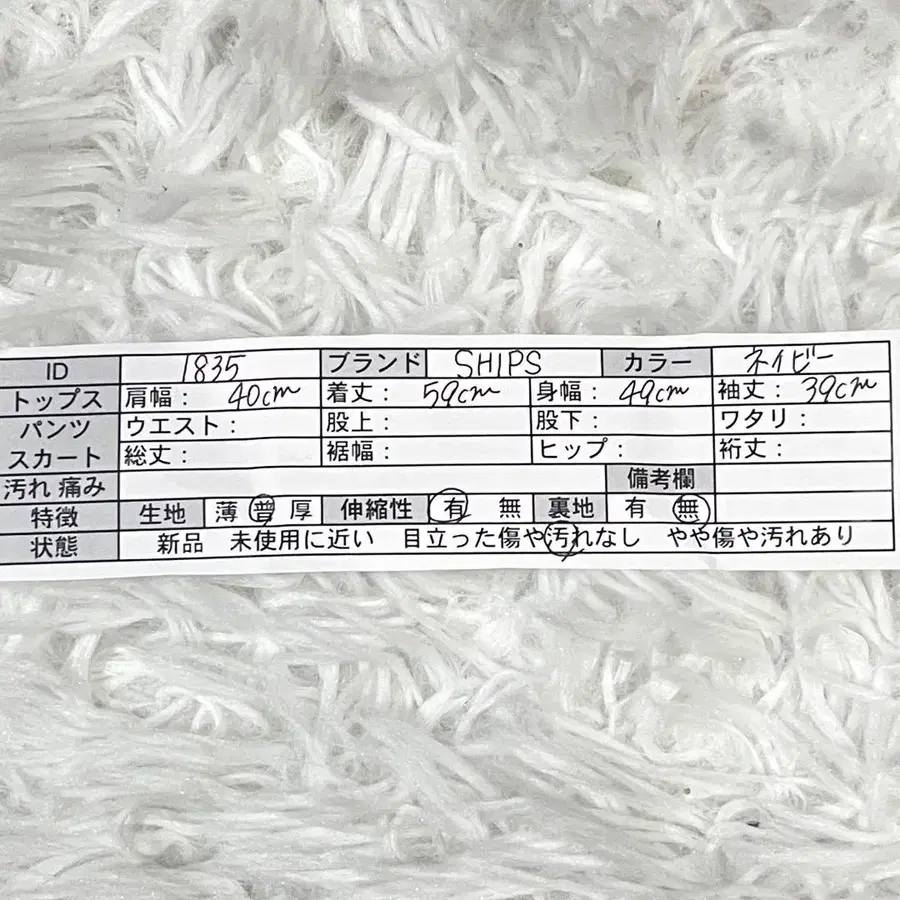 ID 1835 ブランド SHIPS カラー ネイビー
トップス 肩幅： 40cm 着丈： 59cm 身幅： 49cm 袖丈： 39cm
パンツ ウエスト： 股上： 股下： ワタリ：
スカート 総丈： 裾幅： ヒップ： 裄丈：
汚れ 痛み 備考欄
特徴 生地 薄 普 厚 伸縮性 有 無 裏地 有 無
状態 新品 未使用に近い 目立った傷や汚れなし やや傷や汚れあり